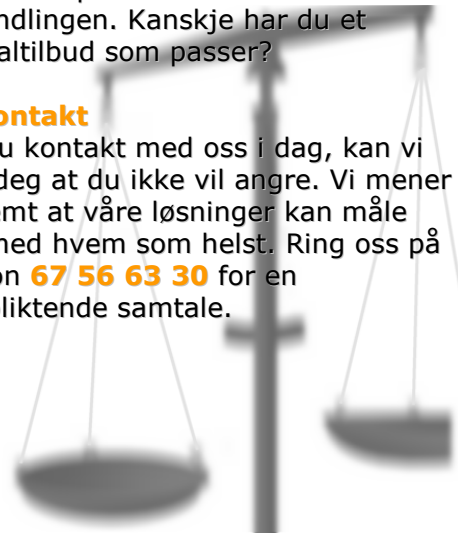 ndlingen. Kanskje har du et
altilbud som passer?
ontakt
u kontakt med oss i dag, kan vi
deg at du ikke vil angre. Vi mener
emt at våre løsninger kan måle
ned hvem som helst. Ring oss på
on 67 56 63 30 for en
liktende samtale.